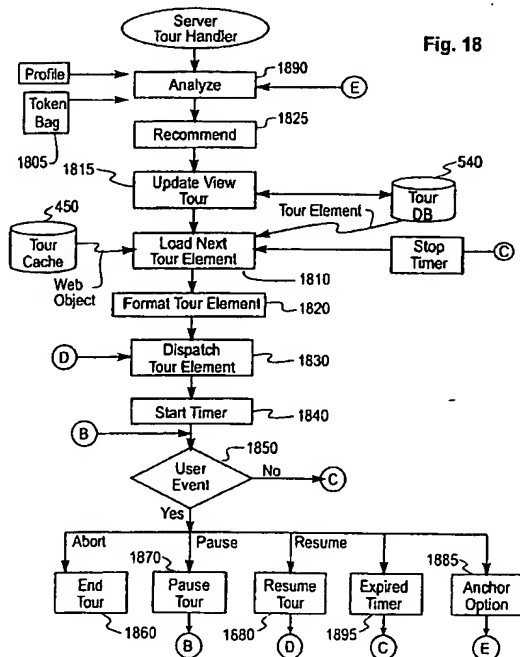 Server
Tour Handler
Fig. 18
Profile
1890
Analyze
E
Token
Bag
1805
1825
Recommend
1815
540
Update View
Tour
Tour
DB
Tour Element
450
Tour
Cache
Load Next
Tour Element
Stop
Timer
C
Web
Object
1810
Format Tour Element
1820
D
Dispatch
Tour Element
1830
Start Timer
1840
B
1850
User
Event
No
C
Yes
Abort
1870
Pause
Resume
1885
End
Tour
Pause
Tour
Resume
Tour
Expired
Timer
Anchor
Option
1860
B
1680
D
1895
C
E